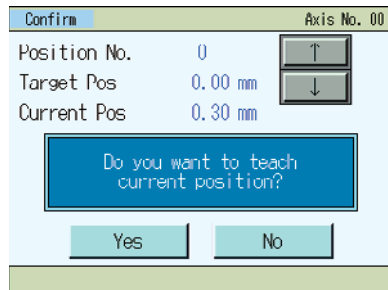 Confirm Axis No. 00
Position No. 0 ↑
Target Pos 0.00 mm ↓
Current Pos 0.30 mm
Do you want to teach
current position?
Yes No